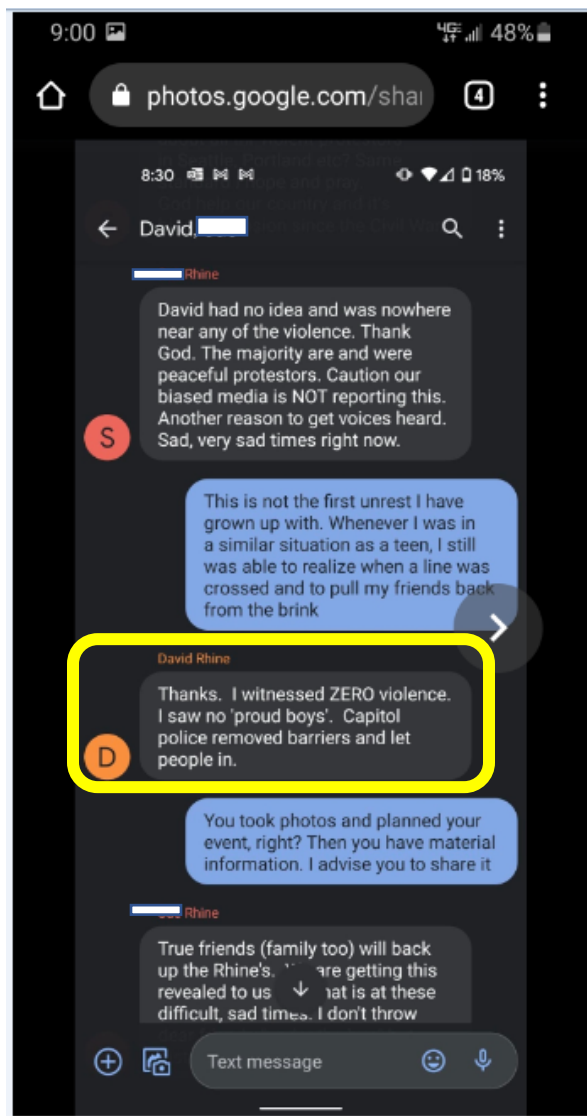 9:00 4G 48%
photos.google.com/shar 4
in Seattle, Portland etc? Same
8:30 18%
David,
Rhine
David had no idea and was nowhere
near any of the violence. Thank
God. The majority are and were
peaceful protestors. Caution our
biased media is NOT reporting this.
Another reason to get voices heard.
Sad, very sad times right now.
S
This is not the first unrest I have
grown up with. Whenever I was in
a similar situation as a teen, I still
was able to realize when a line was
crossed and to pull my friends back
from the brink
David Rhine
Thanks. I witnessed ZERO violence.
I saw no 'proud boys'. Capitol
police removed barriers and let
people in.
D
You took photos and planned your
event, right? Then you have material
information. I advise you to share it
Rhine
True friends (family too) will back
up the Rhine's. are getting this
revealed to us at is at these
difficult, sad times. I don't throw
Text message